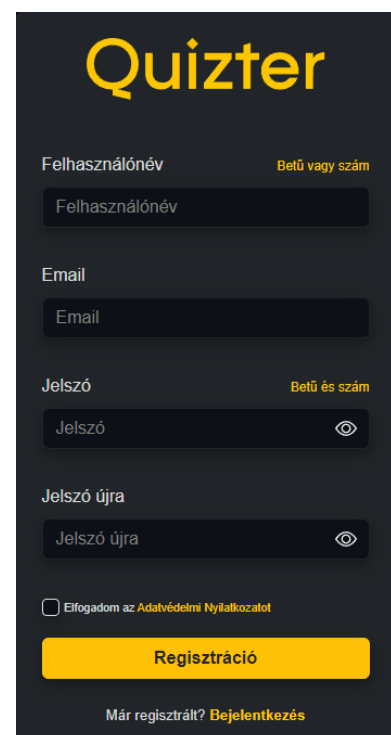 Quizter
Felhasználónév Betű vagy szám
Felhasználónév
Email
Email
Jelszó Betű és szám
Jelszó
Jelszó újra
Jelszó újra
Elfogadom az Adatvédelmi Nyilatkozatot
Regisztráció
Már regisztrált? Bejelentkezés